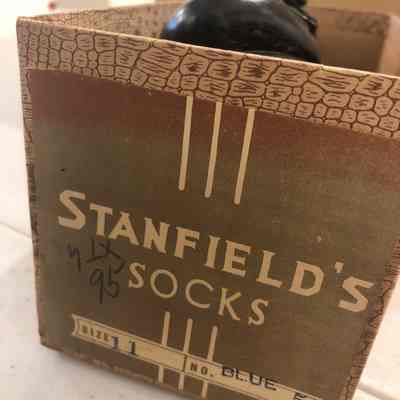 STANFIELD'S
95
SOCKS
SIZE 11 NO. BLUE